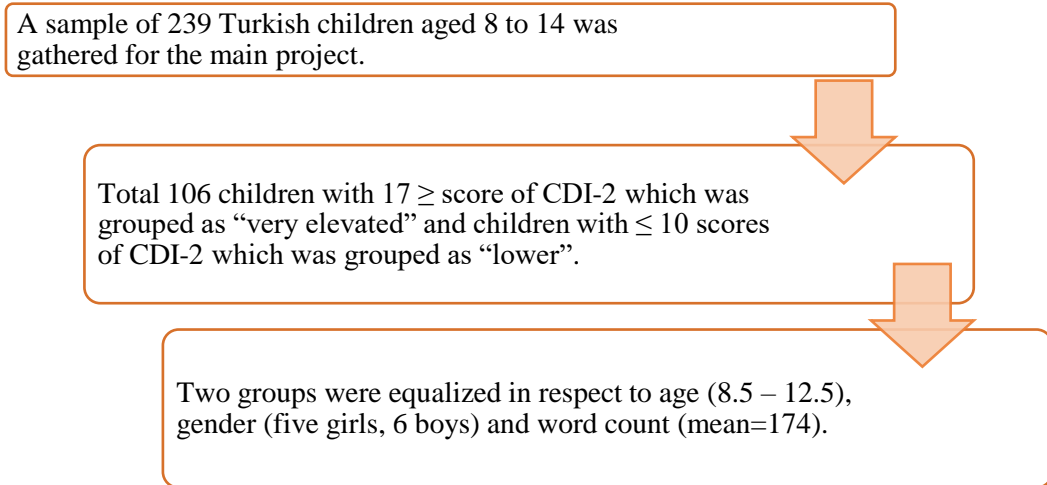 A sample of 239 Turkish children aged 8 to 14 was
gathered for the main project.
Total 106 children with 17 ≥ score of CDI-2 which was
grouped as “very elevated” and children with ≤ 10 scores
of CDI-2 which was grouped as “lower”.
Two groups were equalized in respect to age (8.5 – 12.5),
gender (five girls, 6 boys) and word count (mean=174).